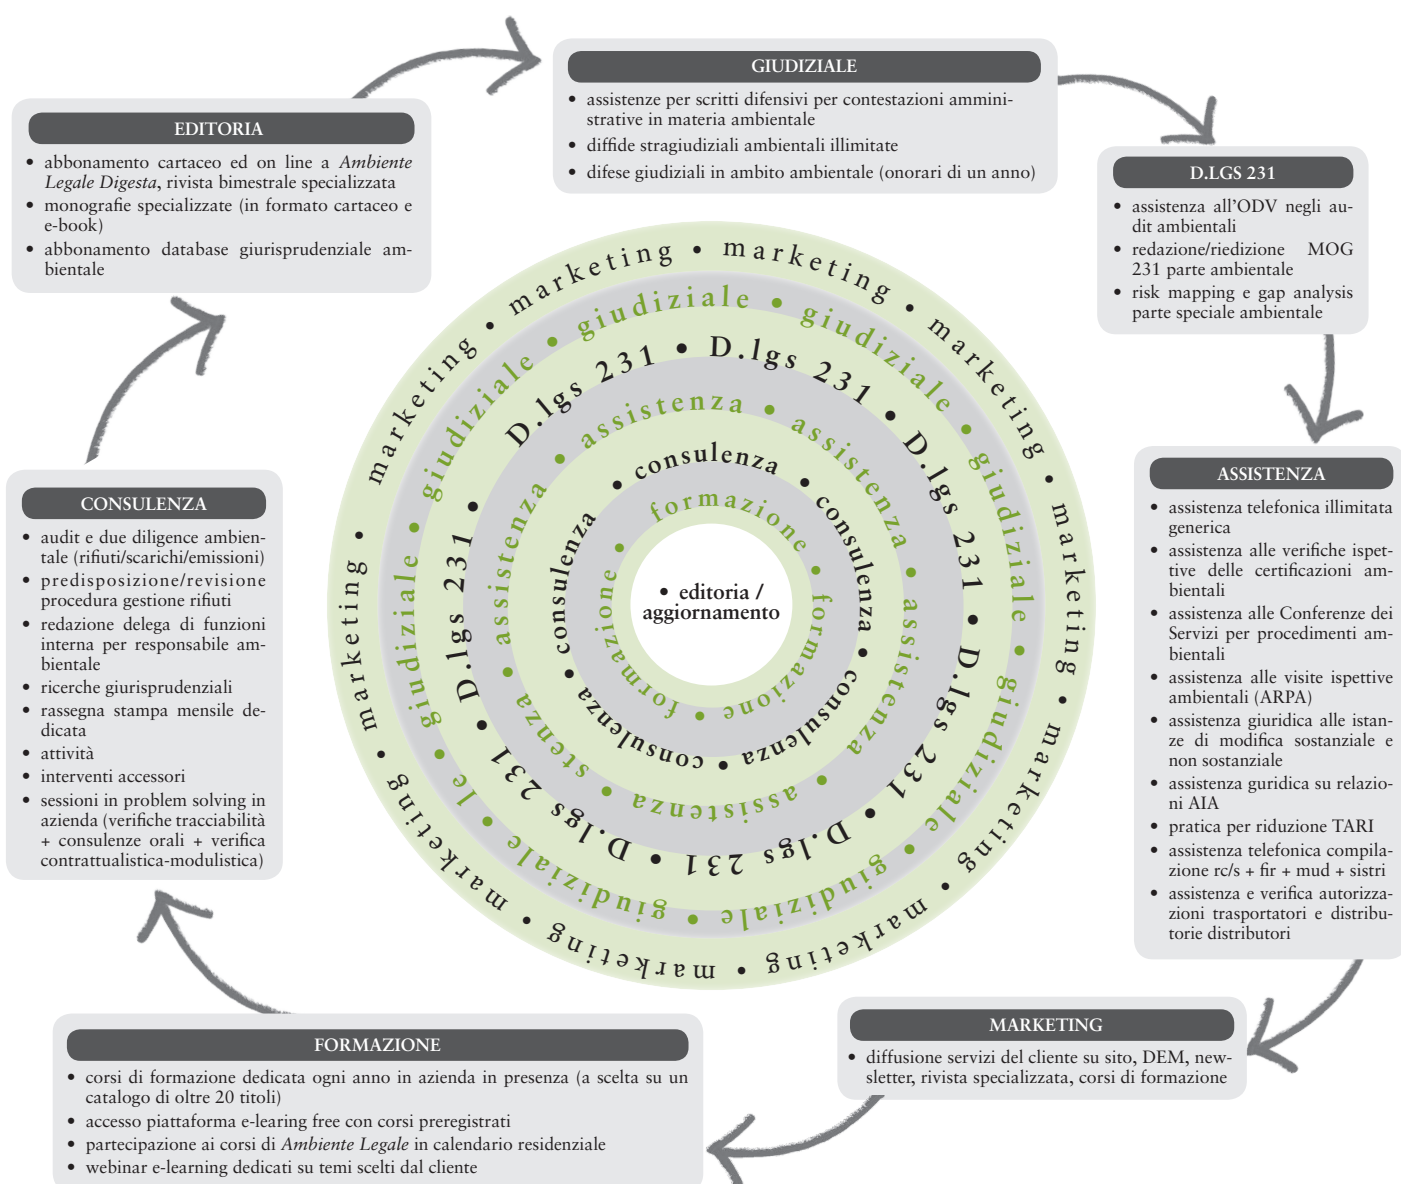 GIUDIZIALE
• assistenze per scritti difensivi per contestazioni ammini-
strative in materia ambientale
• diffide stragiudiziali ambientali illimitate
• difese giudiziali in ambito ambientale (onorari di un anno)
EDITORIA
• abbonamento cartaceo ed on line a Ambiente
Legale Digesta, rivista bimestrale specializzata
• monografie specializzate (in formato cartaceo e
e-book)
• abbonamento database giurisprudenziale am-
bientale
D.LGS 231
• assistenza all'ODV negli au-
dit ambientali
• redazione/riedizione MOG
231 parte ambientale
• risk mapping e gap analysis
parte speciale ambientale
marketing • marketing • marketing • marketing • marketing • marketing • marketing • marketing • marketing • marketing •
giudiziale • giudiziale • giudiziale • giudiziale • giudiziale • giudiziale • giudiziale • le • giudiziale • giudiziale •
D.lgs 231 • D.lgs 231 • D.lgs 231 • D.lgs 231 • D.lgs 231 • D.lgs 231 • D.lgs 231 • D.lgs 231 •
assistenza • assistenza • assistenza • assistenza • stenza • assistenza •
consulenza • consulenza • consulenza • consulenza • consulenza •
formazione • formazione • formazione •
• editoria /
aggiornamento
CONSULENZA
• audit e due diligence ambien-
tale (rifiuti/scarichi/emissioni)
• predisposizione/revisione
procedura gestione rifiuti
• redazione delega di funzioni
interna per responsabile am-
bientale
• ricerche giurisprudenziali
• rassegna stampa mensile de-
dicata
• attività
• interventi accessori
• sessioni in problem solving in
azienda (verifiche tracciabilità
+ consulenze orali + verifica
contrattualistica-modulistica)
ASSISTENZA
• assistenza telefonica illimitata
generica
• assistenza alle verifiche ispet-
tive delle certificazioni am-
bientali
• assistenza alle Conferenze dei
Servizi per procedimenti am-
bientali
• assistenza alle visite ispettive
ambientali (ARPA)
• assistenza giuridica alle istan-
ze di modifica sostanziale e
non sostanziale
• assistenza guridica su relazio-
ni AIA
• pratica per riduzione TARI
• assistenza telefonica compila-
zione rc/s + fir + mud + sistri
• assistenza e verifica autorizza-
zioni trasportatori e distribu-
torie distributori
MARKETING
• diffusione servizi del cliente su sito, DEM, new-
sletter, rivista specializzata, corsi di formazione
FORMAZIONE
• corsi di formazione dedicata ogni anno in azienda in presenza (a scelta su un
catalogo di oltre 20 titoli)
• accesso piattaforma e-learing free con corsi preregistrati
• partecipazione ai corsi di Ambiente Legale in calendario residenziale
• webinar e-learning dedicati su temi scelti dal cliente